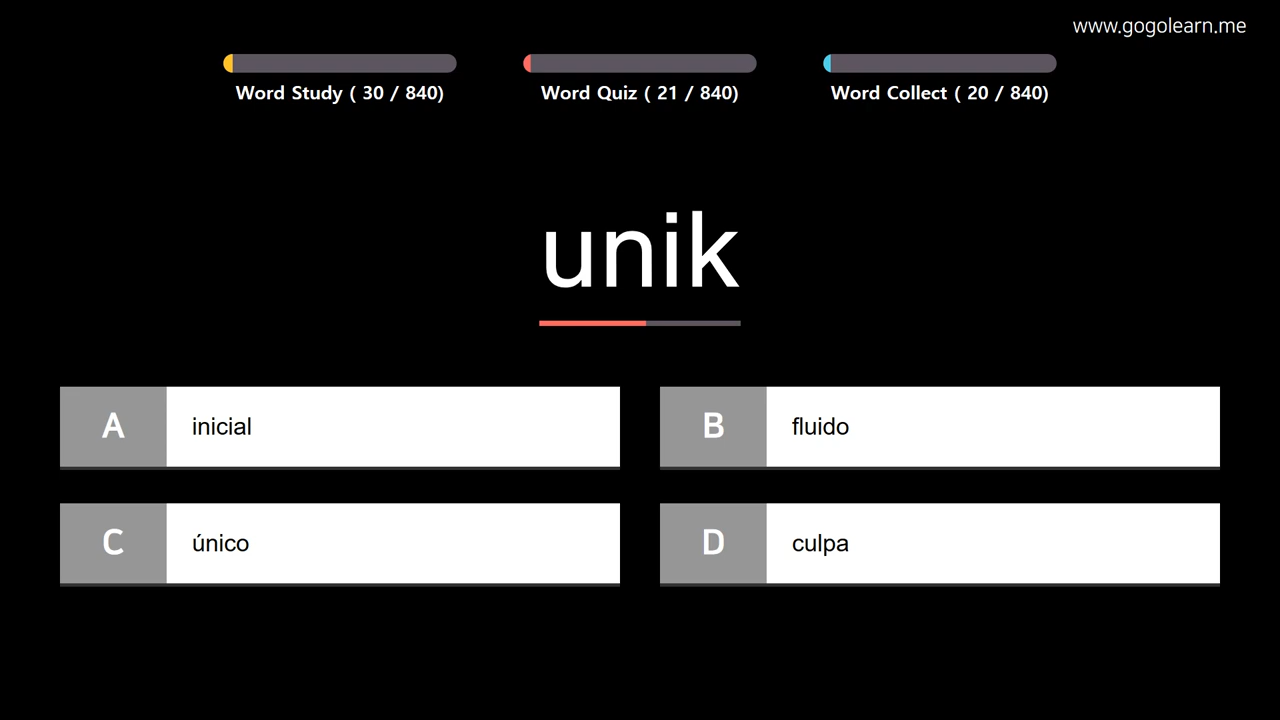 www.gogolearn.me
Word Study ( 30 / 840)
Word Quiz ( 21 / 840)
Word Collect ( 20 / 840)
unik
A inicial
B fluido
C único
D culpa